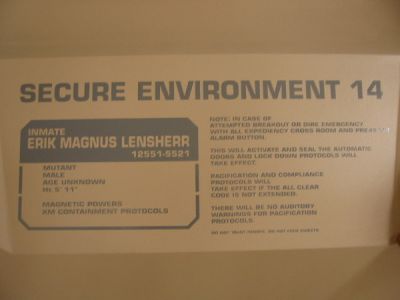 SECURE ENVIRONMENT 14
INMATE
ERIK MAGNUS LENSHERR
12551-5521
MUTANT
MALE
AGE UNKNOWN
Ht. 5' 11"
MAGNETIC POWERS
XM CONTAINMENT PROTOCOLS
NOTE: IN CASE OF
ATTEMPTED BREAKOUT OR DIRE EMERGENCY
WITH ALL EXPEDIENCY CROSS ROOM AND PRESS
ALARM BUTTON.
THIS WILL ACTIVATE AND SEAL THE AUTOMATIC
DOORS AND LOCK DOWN PROTOCOLS WILL
TAKE EFFECT.
PACIFICATION AND COMPLIANCE
PROTOCOLS WILL
TAKE EFFECT IF THE ALL CLEAR
CODE IS NOT EXTENDED.
THERE WILL BE NO AUDITORY
WARNINGS FOR PACIFICATION
PROTOCOLS.
DO NOT